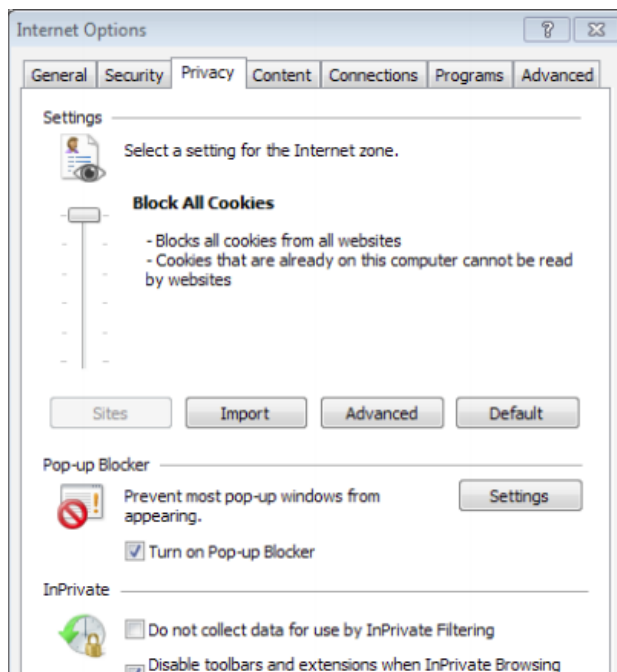 Internet Options
General Security Privacy Content Connections Programs Advanced
Settings
Select a setting for the Internet zone.
Block All Cookies
- Blocks all cookies from all websites
- Cookies that are already on this computer cannot be read
by websites
Sites Import Advanced Default
Pop-up Blocker
Prevent most pop-up windows from
appearing.
Settings
Turn on Pop-up Blocker
InPrivate
Do not collect data for use by InPrivate Filtering
Disable toolbars and extensions when InPrivate Browsing